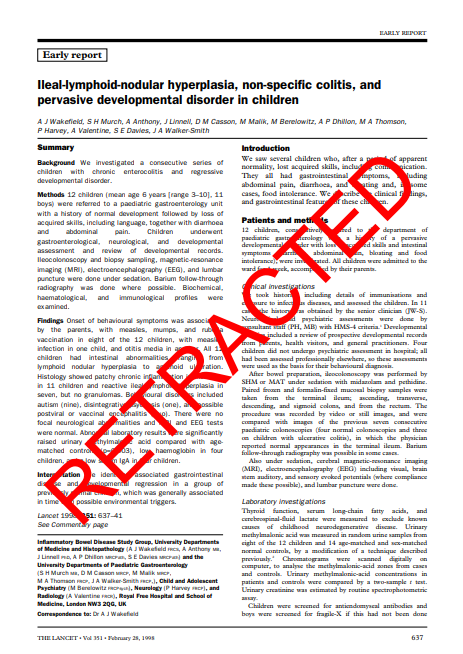 EARLY REPORT
Early report
Ileal-lymphoid-nodular hyperplasia, non-specific colitis, and
pervasive developmental disorder in children
A J Wakefield, S H Murch, A Anthony, J Linnell, D M Casson, M Malik, M Berelowitz, A P Dhillon, M A Thomson,
P Harvey, A Valentine, S E Davies, J A Walker-Smith
Summary
Background We investigated a consecutive series
of children with chronic enterocolitis and regressive
developmental disorder.
Methods 12 children (mean age 6 years [range 3–10], 11
boys) were referred to a paediatric gastroenterology unit
with a history of normal development followed by loss of
acquired skills, including language, together with diarrhoea
and abdominal pain. Children underwent
gastroenterological, neurological, and developmental
assessment and review of developmental records.
Ileocolonoscopy and biopsy sampling, magnetic-resonance
imaging (MRI), electroencephalography (EEG), and lumbar
puncture were done under sedation. Barium follow-through
radiography was done where possible. Biochemical,
haematological, and immunological profiles were
examined.
Findings Onset of behavioural symptoms was
by the parents, with measles, mumps, and
vaccination in eight of the 12 children, with
infection in one child, and otitis media in All 12
children had intestinal abnormalities, from
lymphoid nodular hyperplasia to
Histology showed patchy chronic in
in 11 children and reactive ileal in
seven, but no granulomas. disorders included
autism (nine), disintegrative (one), and possible
postviral or vaccinal (two). There were no
focal neurological and EEG tests
were normal. laboratory results were significantly
raised urinary acid compared with age-
matched low haemoglobin in four
children, low IgA in children.
associated gastrointestinal
disease regression in a group of
which was generally associated
in time possible environmental triggers.
Lancet 351: 637–41
See Commentary page
Inflammatory Bowel Disease Study Group, University Departments
of Medicine and Histopathology (A J Wakefield FRCS, A Anthony MB,
J Linnell PhD, A P Dhillon MRCPath, S E Davies MRCPath) and the
University Departments of Paediatric Gastroenterology
(S H Murch MB, D M Casson MRCP, M Malik MRCP,
M A Thomson FRCP, J A Walker-Smith FRCP,), Child and Adolescent
Psychiatry (M Berelowitz FRCPsych), Neurology (P Harvey FRCP), and
Radiology (A Valentine FRCR), Royal Free Hospital and School of
Medicine, London NW3 2QG, UK
Correspondence to: Dr A J Wakefield
Introduction
We saw several children who, after a period of apparent
normality, lost acquired skills, including communication.
They all had gastrointestinal symptoms, including
abdominal pain, diarrhoea, and bloating and, in some
cases, food intolerance. We describe the clinical findings,
and gastrointestinal features of these children.
Patients and methods
12 children, consecutively referred to the department of
paediatric gastroenterology with a history of a pervasive
developmental disorder with loss of acquired skills and intestinal
symptoms (diarrhoea, abdominal pain, bloating and food
intolerance), were investigated. All children were admitted to the
ward for 1 week, accompanied by their parents.
Clinical investigations
We took histories, including details of immunisations and
exposure to infectious diseases, and assessed the children. In 11
cases the history was obtained by the senior clinician (JW-S).
Neurological and psychiatric assessments were done by
consultant staff (PH, MB) with HMS-4 criteria.¹ Developmental
histories included a review of prospective developmental records
from parents, health visitors, and general practitioners. Four
children did not undergo psychiatric assessment in hospital; all
had been assessed professionally elsewhere, so these assessments
were used as the basis for their behavioural diagnosis.
After bowel preparation, ileocolonoscopy was performed by
SHM or MAT under sedation with midazolam and pethidine.
Paired frozen and formalin-fixed mucosal biopsy samples were
taken from the terminal ileum; ascending, transverse,
descending, and sigmoid colons, and from the rectum. The
procedure was recorded by video or still images, and were
compared with images of the previous seven consecutive
paediatric colonoscopies (four normal colonoscopies and three
on children with ulcerative colitis), in which the physician
reported normal appearances in the terminal ileum. Barium
follow-through radiography was possible in some cases.
Also under sedation, cerebral magnetic-resonance imaging
(MRI), electroencephalography (EEG) including visual, brain
stem auditory, and sensory evoked potentials (where compliance
made these possible), and lumbar puncture were done.
Laboratory investigations
Thyroid function, serum long-chain fatty acids, and
cerebrospinal-fluid lactate were measured to exclude known
causes of childhood neurodegenerative disease. Urinary
methylmalonic acid was measured in random urine samples from
eight of the 12 children and 14 age-matched and sex-matched
normal controls, by a modification of a technique described
previously.² Chromatograms were scanned digitally on
computer, to analyse the methylmalonic-acid zones from cases
and controls. Urinary methylmalonic-acid concentrations in
patients and controls were compared by a two-sample t test.
Urinary creatinine was estimated by routine spectrophotometric
assay.
Children were screened for antiendomyseal antibodies and
boys were screened for fragile-X if this had not been done
RETRACTED
THE LANCET • Vol 351 • February 28, 1998
637